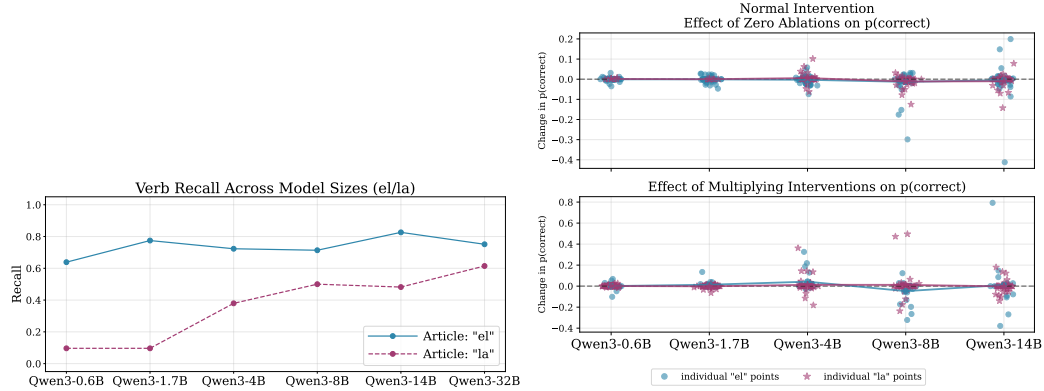 Verb Recall Across Model Sizes (el/la)
Recall
1.0
0.8
0.6
0.4
0.2
0.0
Article: "el"
Article: "la"
Qwen3-0.6B Qwen3-1.7B Qwen3-4B Qwen3-8B Qwen3-14B Qwen3-32B
Normal Intervention
Effect of Zero Ablations on p(correct)
Change in p(correct)
0.2
0.1
0.0
−0.1
−0.2
−0.3
−0.4
Effect of Multiplying Interventions on p(correct)
Change in p(correct)
0.8
0.6
0.4
0.2
0.0
−0.2
−0.4
Qwen3-0.6B Qwen3-1.7B Qwen3-4B Qwen3-8B Qwen3-14B
individual "el" points individual "la" points